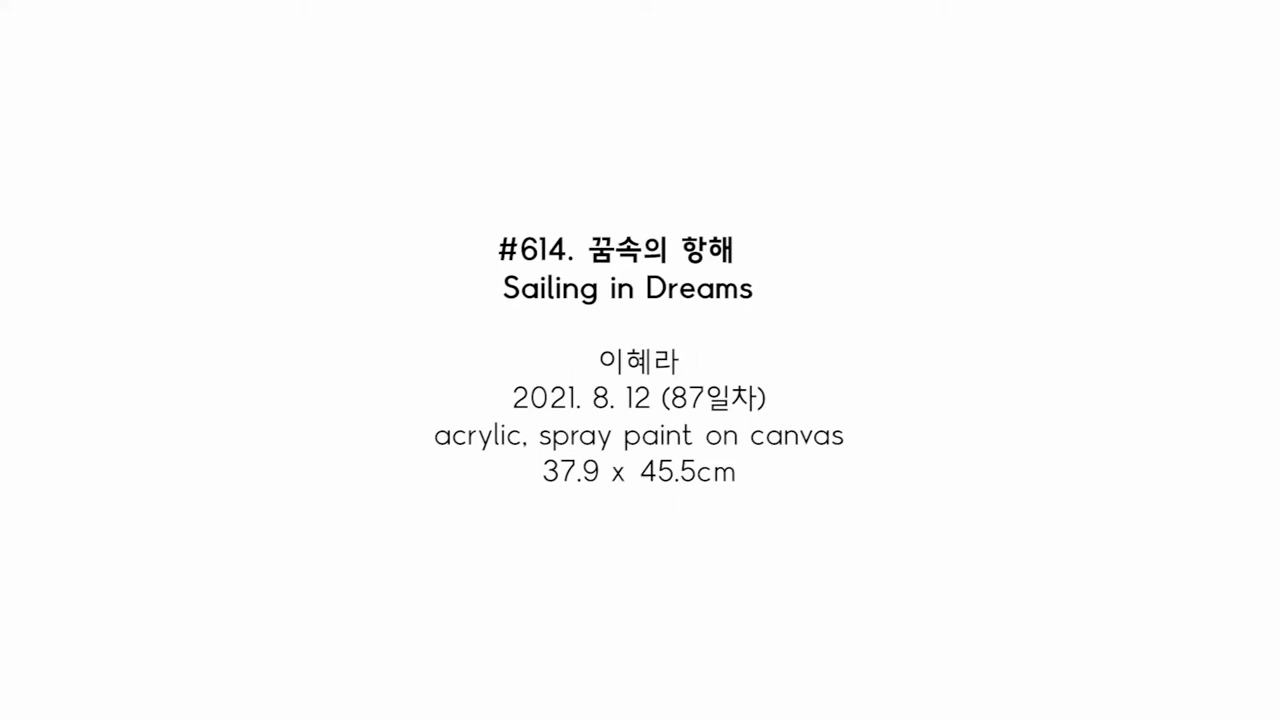 #614. 꿈속의 항해
Sailing in Dreams
이혜라
2021. 8. 12 (87일차)
acrylic, spray paint on canvas
37.9 x 45.5cm